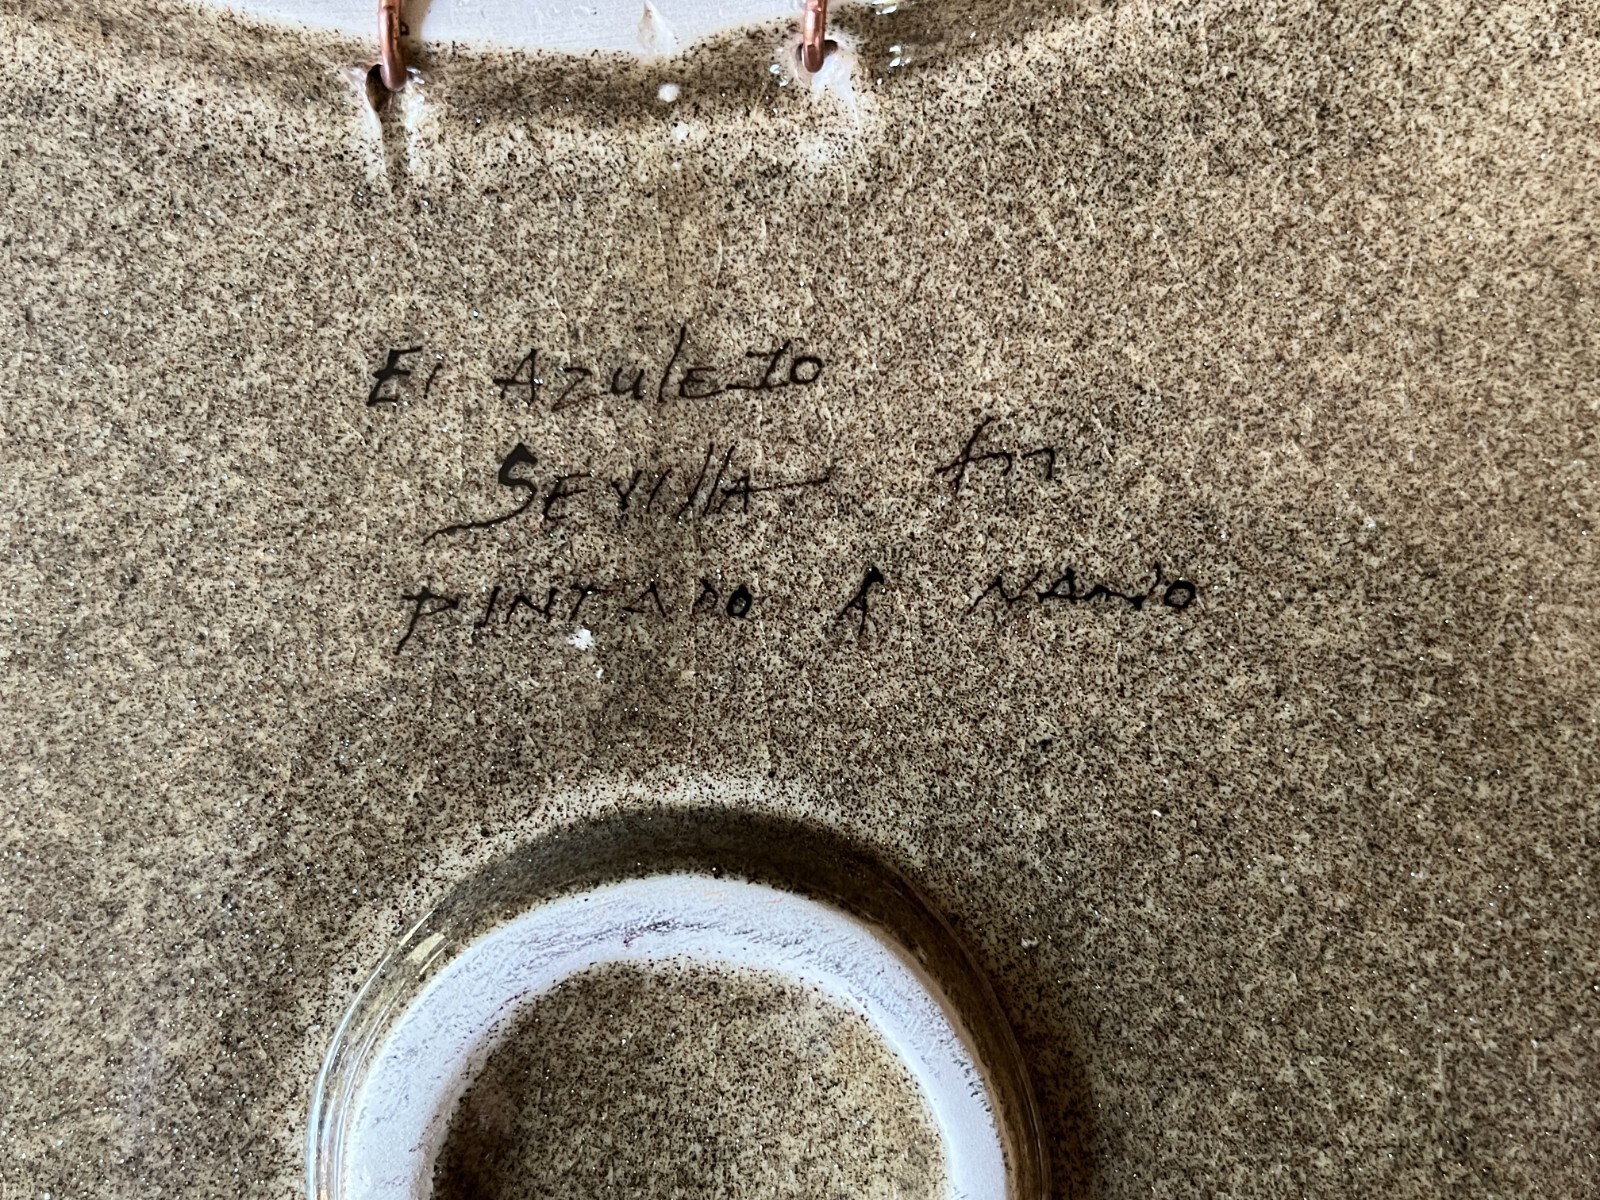 El Azulejo
Sevilla
PINTADO A MANO